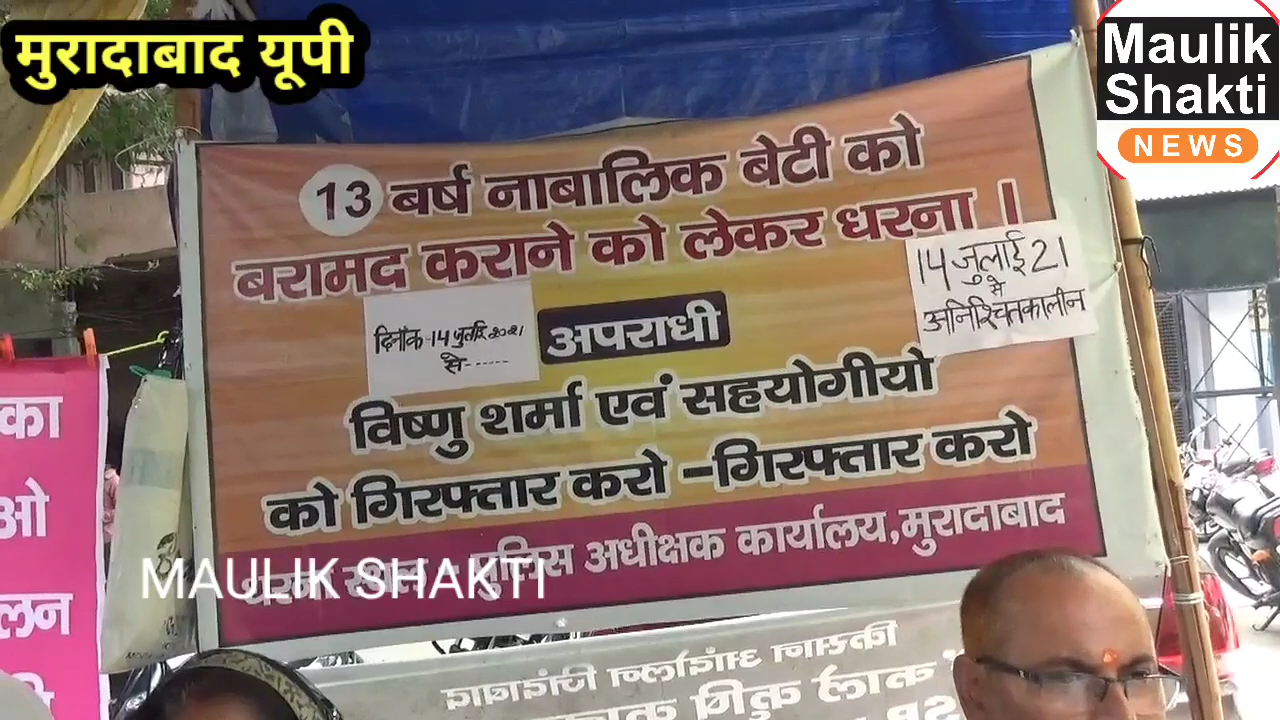 मुरादाबाद यूपी
Maulik
Shakti
NEWS
13 बर्ष नाबालिक बेटी को
बरामद कराने को लेकर धरना ।
14 जुलाई 21
से
अनिश्चितकालीन
दिनाँक-14 जुलाई 2021
से------
अपराधी
विष्णु शर्मा एवं सहयोगीयो
को गिरफ्तार करो -गिरफ्तार करो
पुलिस अधीक्षक कार्यालय,मुरादाबाद
MAULIK SHAKTI
का
ओ
लन